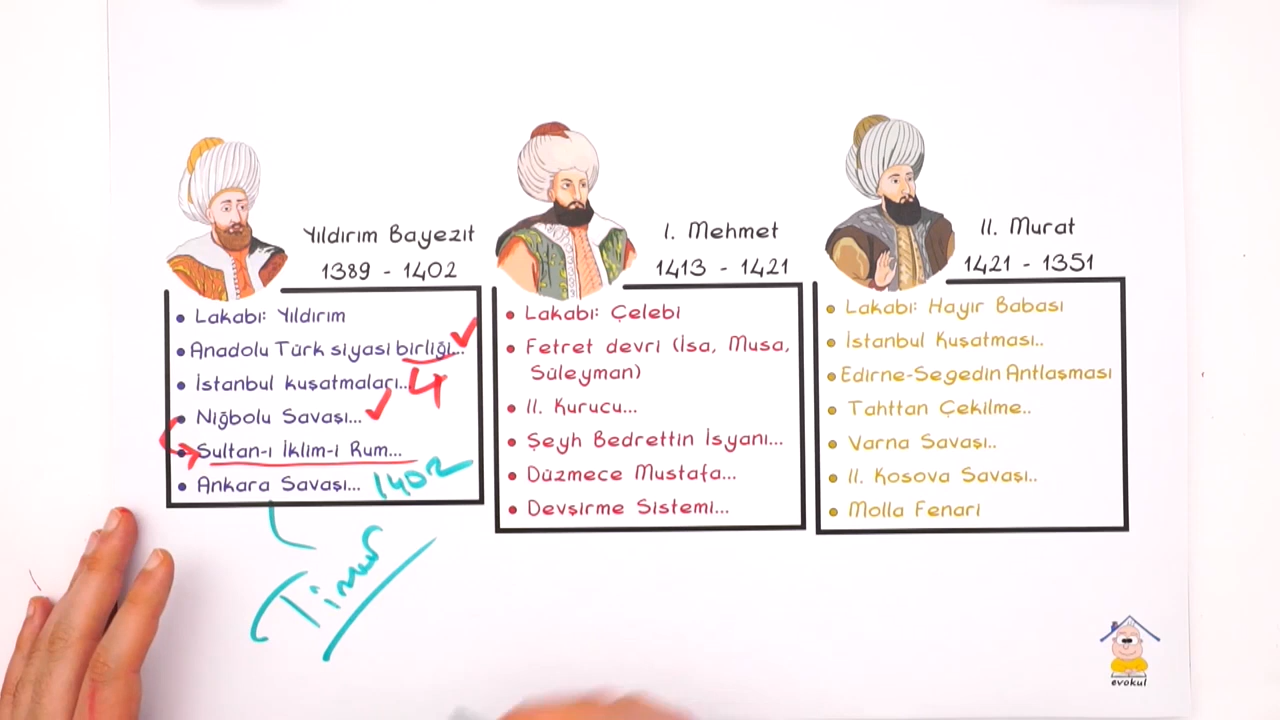 Yıldırım Bayezıt
1389 - 1402
• Lakabı: Yıldırım
• Anadolu Türk siyasi birliği...
• İstanbul kuşatmaları... 4
• Niğbolu Savaşı...
• Sultan-ı İklim-i Rum...
• Ankara Savaşı... 1402
Timur
I. Mehmet
1413 - 1421
• Lakabı: Çelebi
• Fetret devri (İsa, Musa,
Süleyman)
• II. Kurucu...
• Şeyh Bedrettin İsyanı...
• Düzmece Mustafa...
• Devşirme Sistemi...
II. Murat
1421 - 1351
• Lakabı: Hayır Babası
• İstanbul Kuşatması..
• Edirne-Segedin Antlaşması
• Tahttan Çekilme..
• Varna Savaşı..
• II. Kosova Savaşı..
• Molla Fenari
evokul